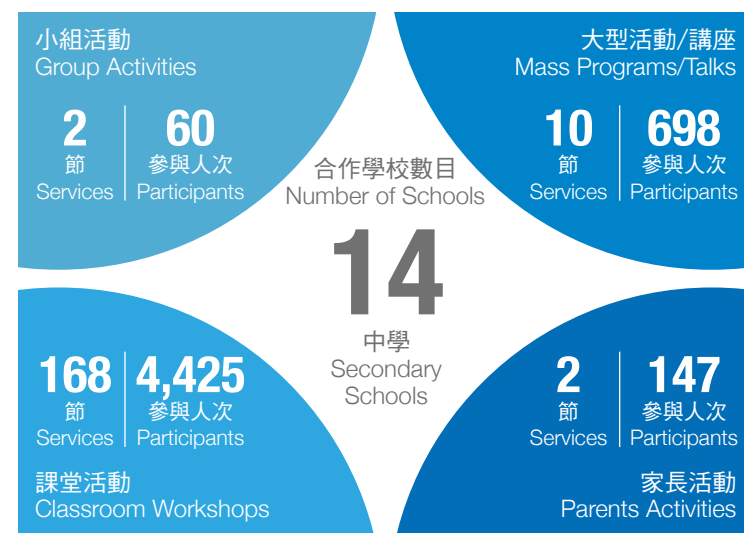 小組活動
Group Activities
2
節
Services
60
參與人次
Participants
大型活動/講座
Mass Programs/Talks
10
節
Services
698
參與人次
Participants
合作學校數目
Number of Schools
14
中學
Secondary
Schools
168
節
Services
4,425
參與人次
Participants
課堂活動
Classroom Workshops
2
節
Services
147
參與人次
Participants
家長活動
Parents Activities